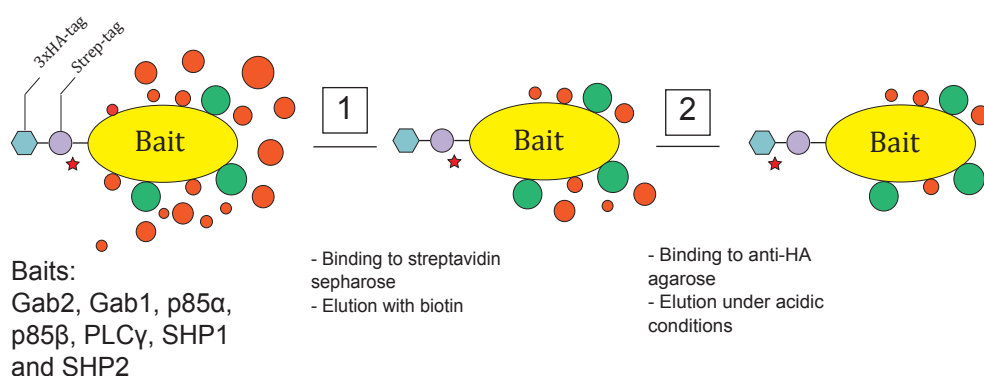 3xHA-tag
Strep-tag
Bait
1
Bait
2
Bait
Baits:
Gab2, Gab1, p85α,
p85β, PLCγ, SHP1
and SHP2
- Binding to streptavidin
sepharose
- Elution with biotin
- Binding to anti-HA
agarose
- Elution under acidic
conditions